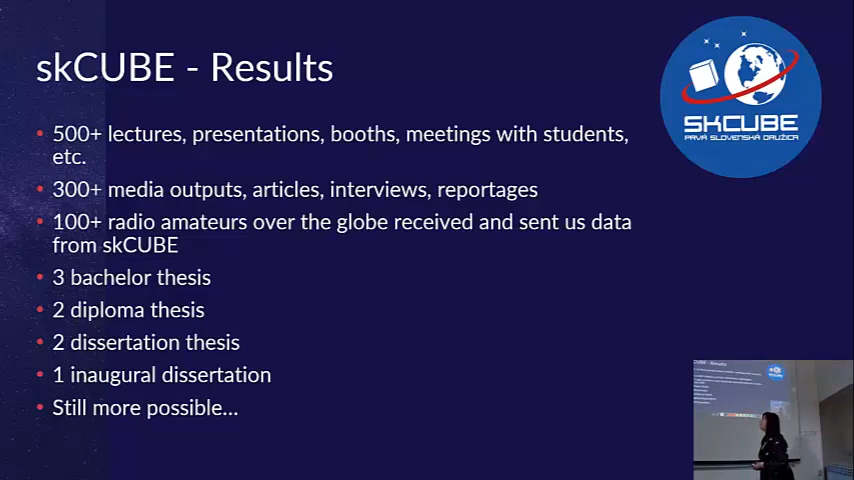 skCUBE - Results
SKCUBE
PRVÁ SLOVENSKÁ DRUŽICA
• 500+ lectures, presentations, booths, meetings with students,
etc.
• 300+ media outputs, articles, interviews, reportages
• 100+ radio amateurs over the globe received and sent us data
from skCUBE
• 3 bachelor thesis
• 2 diploma thesis
• 2 dissertation thesis
• 1 inaugural dissertation
• Still more possible...